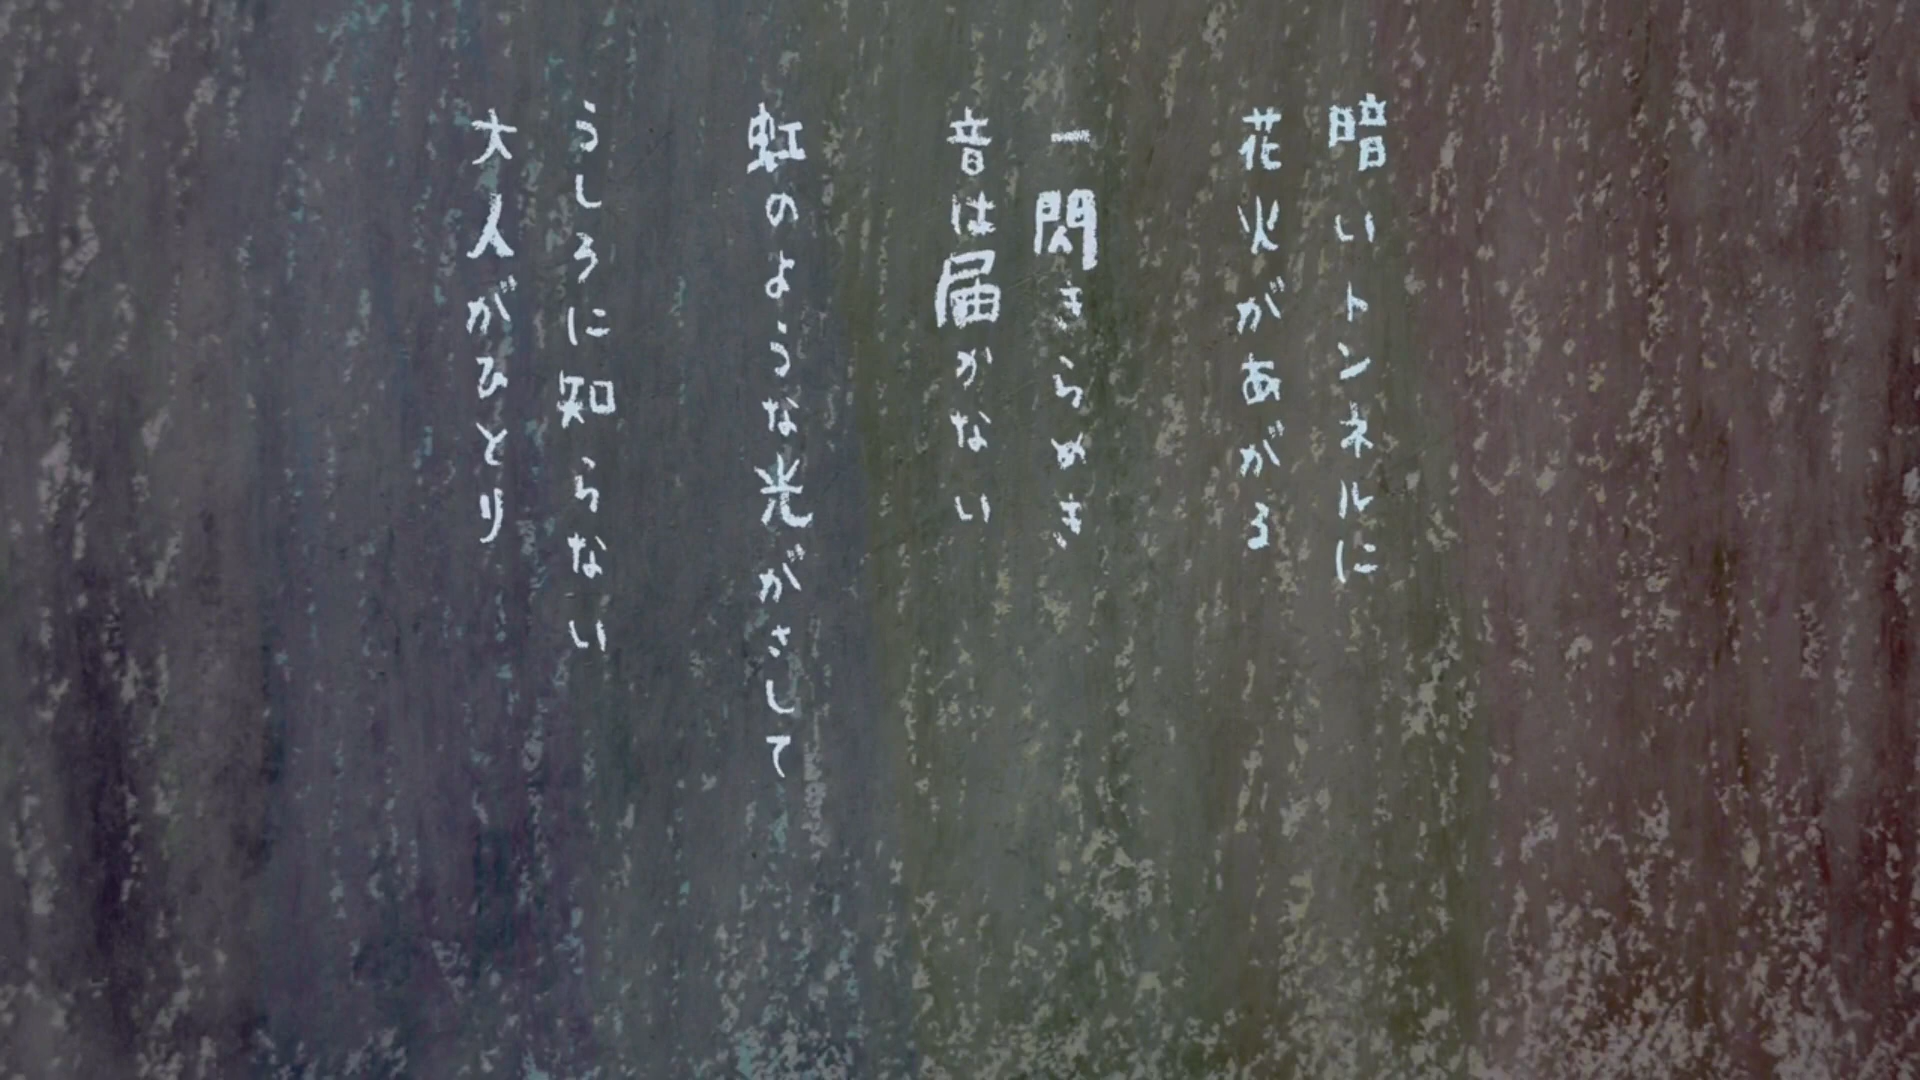 暗いトンネルに
花火があがる
一閃きらめき
音は届かない
虹のような光がさして
うしろに知らない
大人がひとり